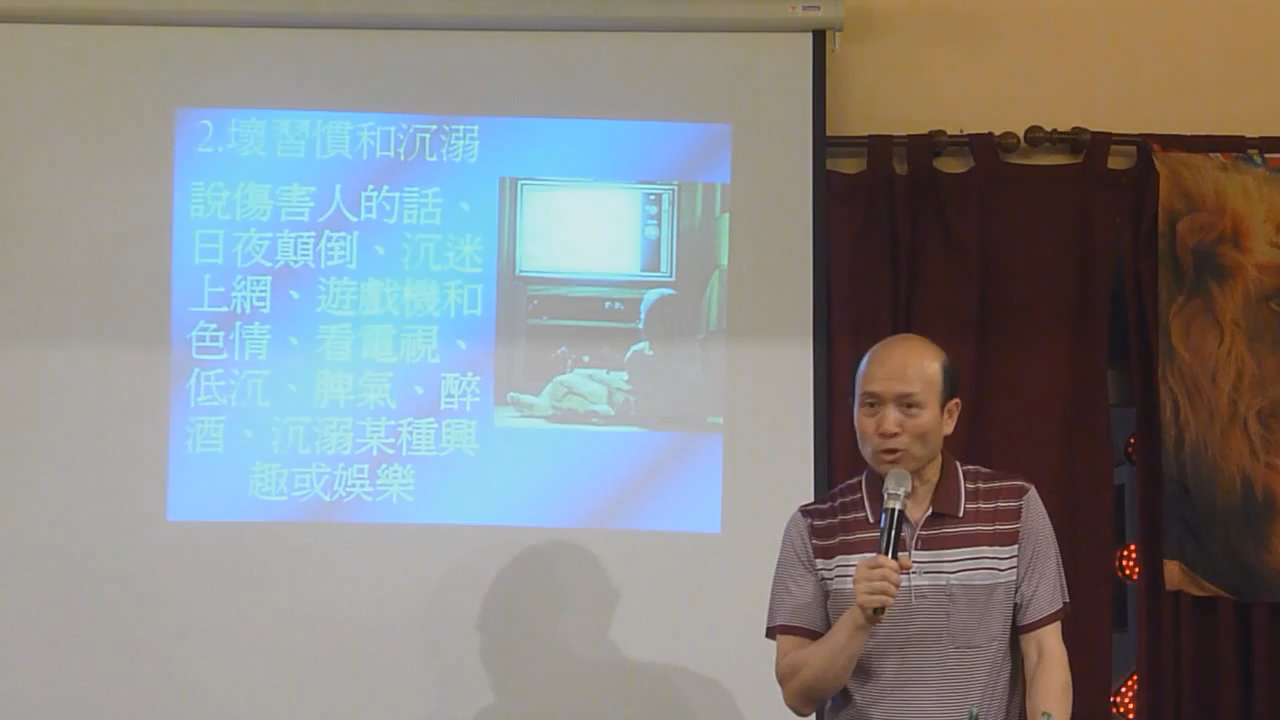 2.壞習慣和沉溺
說傷害人的話、
日夜顛倒、沉迷
上網、遊戲機和
色情、看電視、
低沉、脾氣、醉
酒、沉溺某種興
趣或娛樂